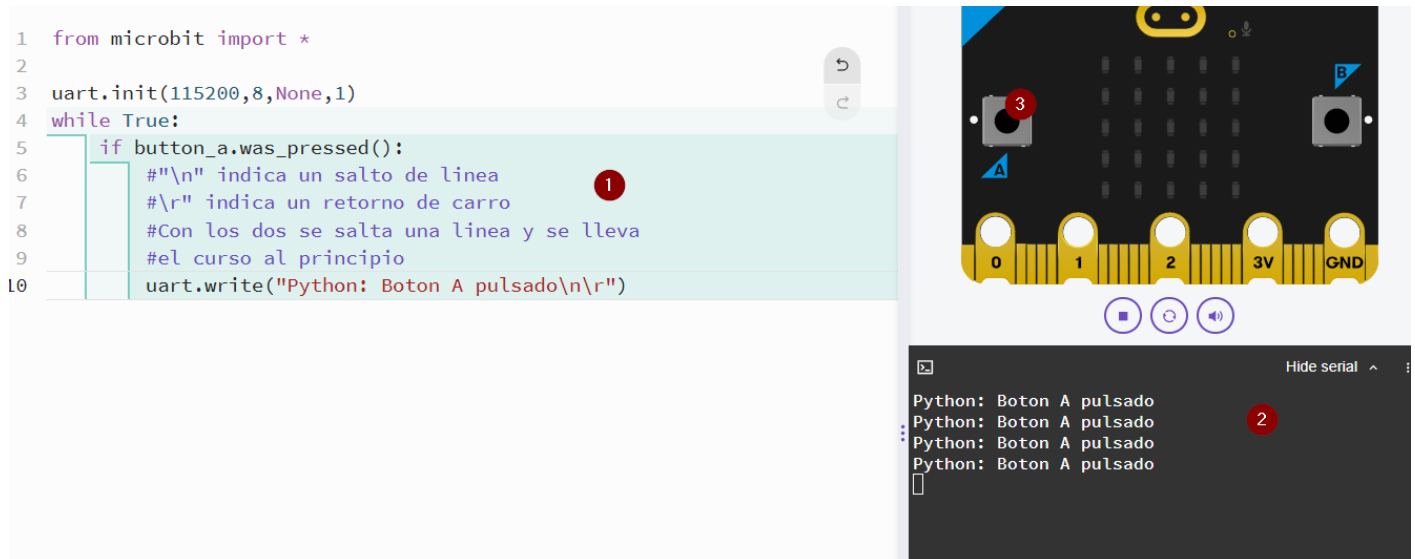 1 from microbit import *
2
3 uart.init(115200,8,None,1)
4 while True:
5 if button_a.was_pressed():
6 #"\n" indica un salto de linea
7 #\r" indica un retorno de carro
8 #Con los dos se salta una linea y se lleva
9 #el curso al principio
10 uart.write("Python: Boton A pulsado\n\r")
1
B
3
A
0 1 2 3V GND
Hide serial
Python: Boton A pulsado
Python: Boton A pulsado
Python: Boton A pulsado
Python: Boton A pulsado
2